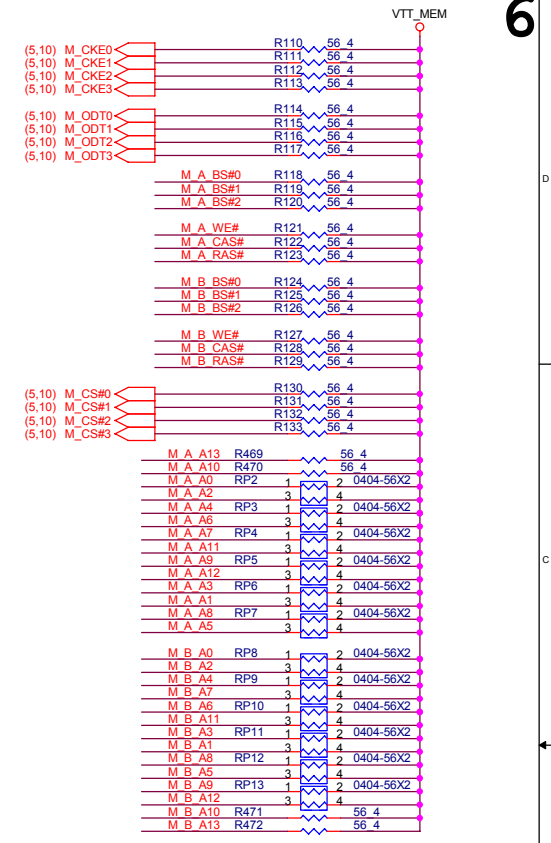 VTT_MEM
6
(5,10) M_CKE0 R110 56_4
(5,10) M_CKE1 R111 56_4
(5,10) M_CKE2 R112 56_4
(5,10) M_CKE3 R113 56_4
(5,10) M_ODT0 R114 56_4
(5,10) M_ODT1 R115 56_4
(5,10) M_ODT2 R116 56_4
(5,10) M_ODT3 R117 56_4
M_A_BS#0 R118 56_4
D
M_A_BS#1 R119 56_4
M_A_BS#2 R120 56_4
M_A_WE# R121 56_4
M_A_CAS# R122 56_4
M_A_RAS# R123 56_4
M_B_BS#0 R124 56_4
M_B_BS#1 R125 56_4
M_B_BS#2 R126 56_4
M_B_WE# R127 56_4
M_B_CAS# R128 56_4
M_B_RAS# R129 56_4
(5,10) M_CS#0 R130 56_4
(5,10) M_CS#1 R131 56_4
(5,10) M_CS#2 R132 56_4
(5,10) M_CS#3 R133 56_4
M_A_A13 R469 56_4
M_A_A10 R470 56_4
M_A_A0 RP2 1 2 0404-56X2
M_A_A2 3 4
M_A_A4 RP3 1 2 0404-56X2
M_A_A6 3 4
M_A_A7 RP4 1 2 0404-56X2
M_A_A11 3 4
M_A_A9 RP5 1 2 0404-56X2
C
M_A_A12 3 4
M_A_A3 RP6 1 2 0404-56X2
M_A_A1 3 4
M_A_A8 RP7 1 2 0404-56X2
M_A_A5 3 4
M_B_A0 RP8 1 2 0404-56X2
M_B_A2 3 4
M_B_A4 RP9 1 2 0404-56X2
M_B_A7 3 4
M_B_A6 RP10 1 2 0404-56X2
M_B_A11 3 4
M_B_A3 RP11 1 2 0404-56X2
M_B_A1 3 4
M_B_A8 RP12 1 2 0404-56X2
M_B_A5 3 4
M_B_A9 RP13 1 2 0404-56X2
M_B_A12 3 4
M_B_A10 R471 56_4
M_B_A13 R472 56_4